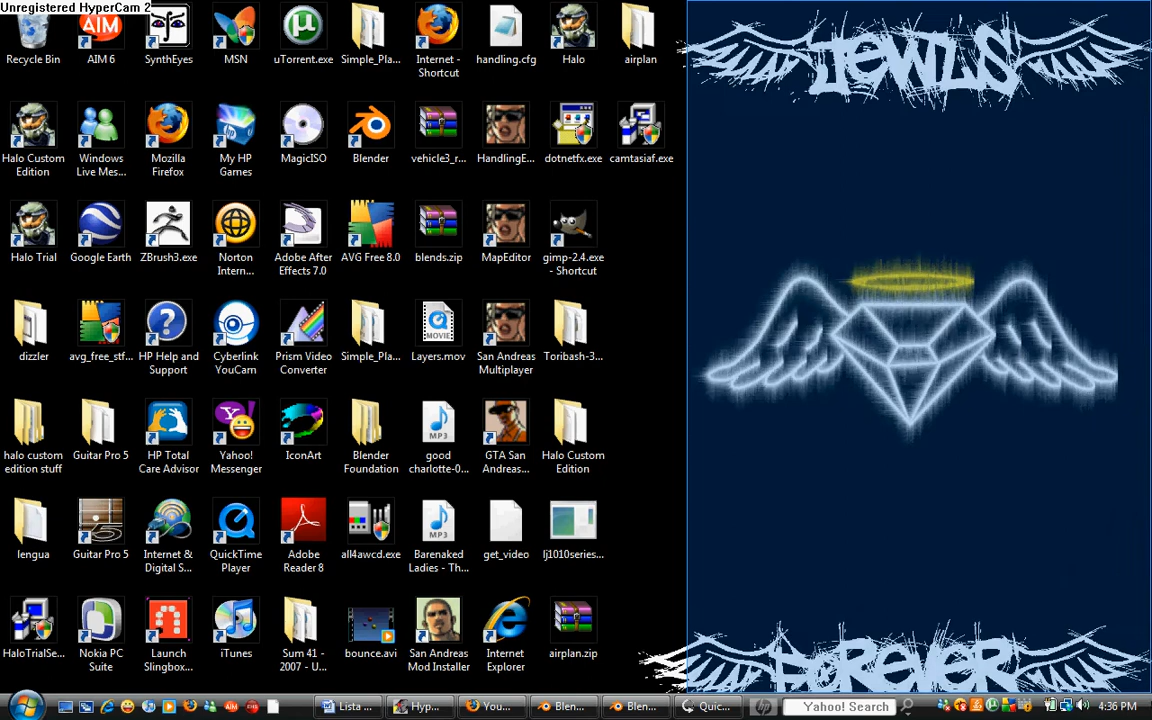 Unregistered HyperCam 2
JEWLS
Recycle Bin
AIM 6
SynthEyes
MSN
uTorrent.exe
Simple_Pla...
Internet -
Shortcut
handling.cfg
Halo
airplan
Halo Custom
Edition
Windows
Live Mes...
Mozilla
Firefox
My HP
Games
MagicISO
Blender
vehicle3_r...
HandlingE...
dotnetfx.exe
camtasiaf.exe
Halo Trial
Google Earth
ZBrush3.exe
Norton
Intern...
Adobe After
Effects 7.0
AVG Free 8.0
blends.zip
MapEditor
gimp-2.4.exe
- Shortcut
dizzler
avg_free_stf...
HP Help and
Support
Cyberlink
YouCam
Prism Video
Converter
Simple_Pla...
MOVIE
Layers.mov
San Andreas
Multiplayer
Toribash-3...
halo custom
edition stuff
Guitar Pro 5
HP Total
Care Advisor
Yahoo!
Messenger
IconArt
Blender
Foundation
MP3
good
charlotte-0...
GTA San
Andreas...
Halo Custom
Edition
lengua
Guitar Pro 5
Internet &
Digital S...
QuickTime
Player
Adobe
Reader 8
all4awcd.exe
MP3
Barenaked
Ladies - Th...
get_video
lj1010series...
HaloTrialSe...
Nokia PC
Suite
Launch
Slingbox...
iTunes
Sum 41 -
2007 - U...
bounce.avi
San Andreas
Mod Installer
Internet
Explorer
airplan.zip
FOREVER
Lista ...
Hyp...
You...
Blen...
Blen...
Quic...
hp
Yahoo! Search
4:36 PM